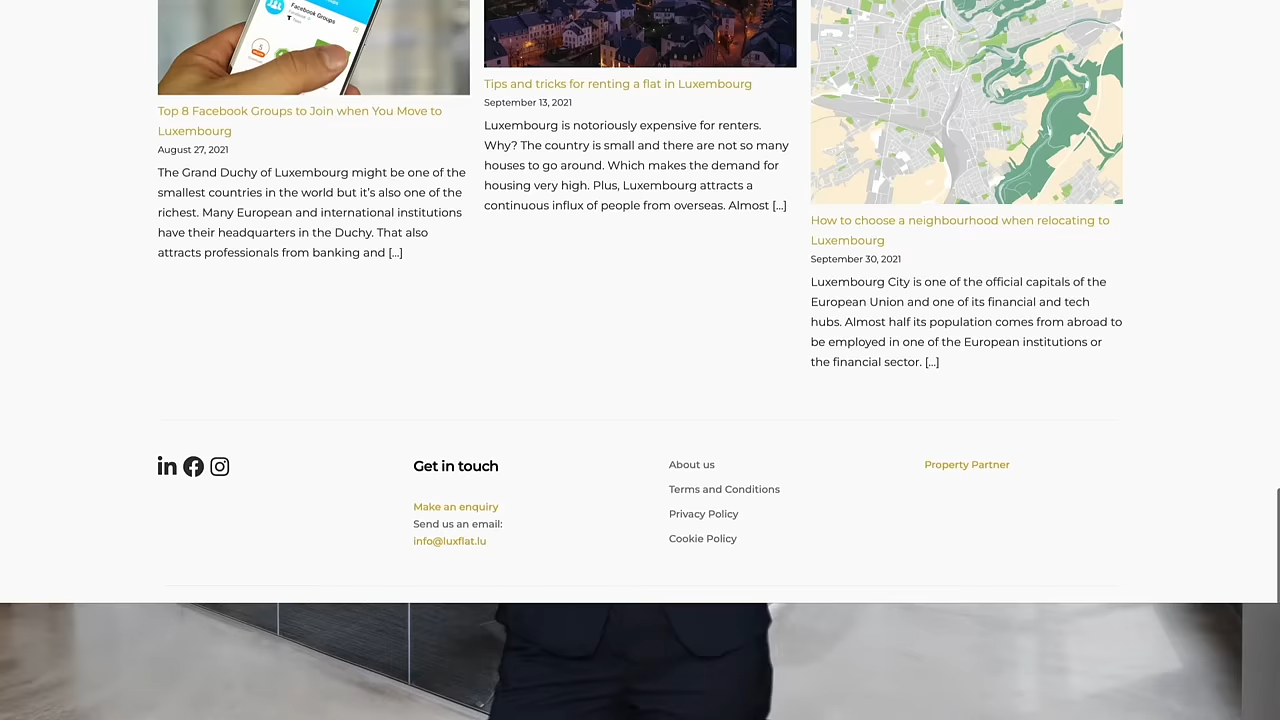 Facebook Groups
5
Top 8 Facebook Groups to Join when You Move to
Luxembourg
August 27, 2021
The Grand Duchy of Luxembourg might be one of the
smallest countries in the world but it’s also one of the
richest. Many European and international institutions
have their headquarters in the Duchy. That also
attracts professionals from banking and [...]
Tips and tricks for renting a flat in Luxembourg
September 13, 2021
Luxembourg is notoriously expensive for renters.
Why? The country is small and there are not so many
houses to go around. Which makes the demand for
housing very high. Plus, Luxembourg attracts a
continuous influx of people from overseas. Almost [...]
How to choose a neighbourhood when relocating to
Luxembourg
September 30, 2021
Luxembourg City is one of the official capitals of the
European Union and one of its financial and tech
hubs. Almost half its population comes from abroad to
be employed in one of the European institutions or
the financial sector. [...]
Get in touch
Make an enquiry
Send us an email:
info@luxflat.lu
About us
Terms and Conditions
Privacy Policy
Cookie Policy
Property Partner